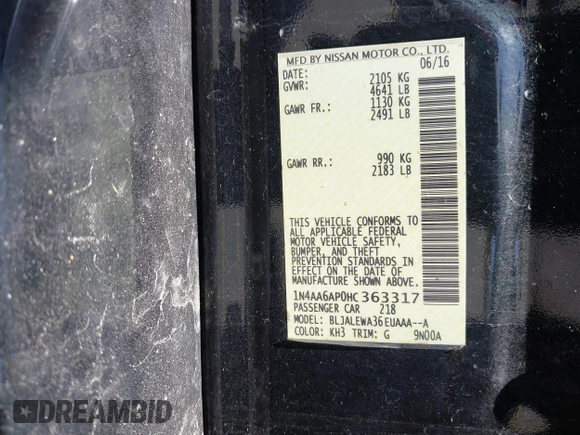 MFD BY NISSAN MOTOR CO., LTD.
DATE: 06/16
GVWR: 2105 KG
4641 LB
GAWR FR.: 1130 KG
2491 LB
GAWR RR.: 990 KG
2183 LB
THIS VEHICLE CONFORMS TO
ALL APPLICABLE FEDERAL
MOTOR VEHICLE SAFETY,
BUMPER, AND THEFT
PREVENTION STANDARDS IN
EFFECT ON THE DATE OF
MANUFACTURE SHOWN ABOVE.
1N4AA6AP0HC363317
PASSENGER CAR 218
MODEL: BLJALEWA36EUAAA--A
COLOR: KH3 TRIM: G 9N00A
DREAMBID